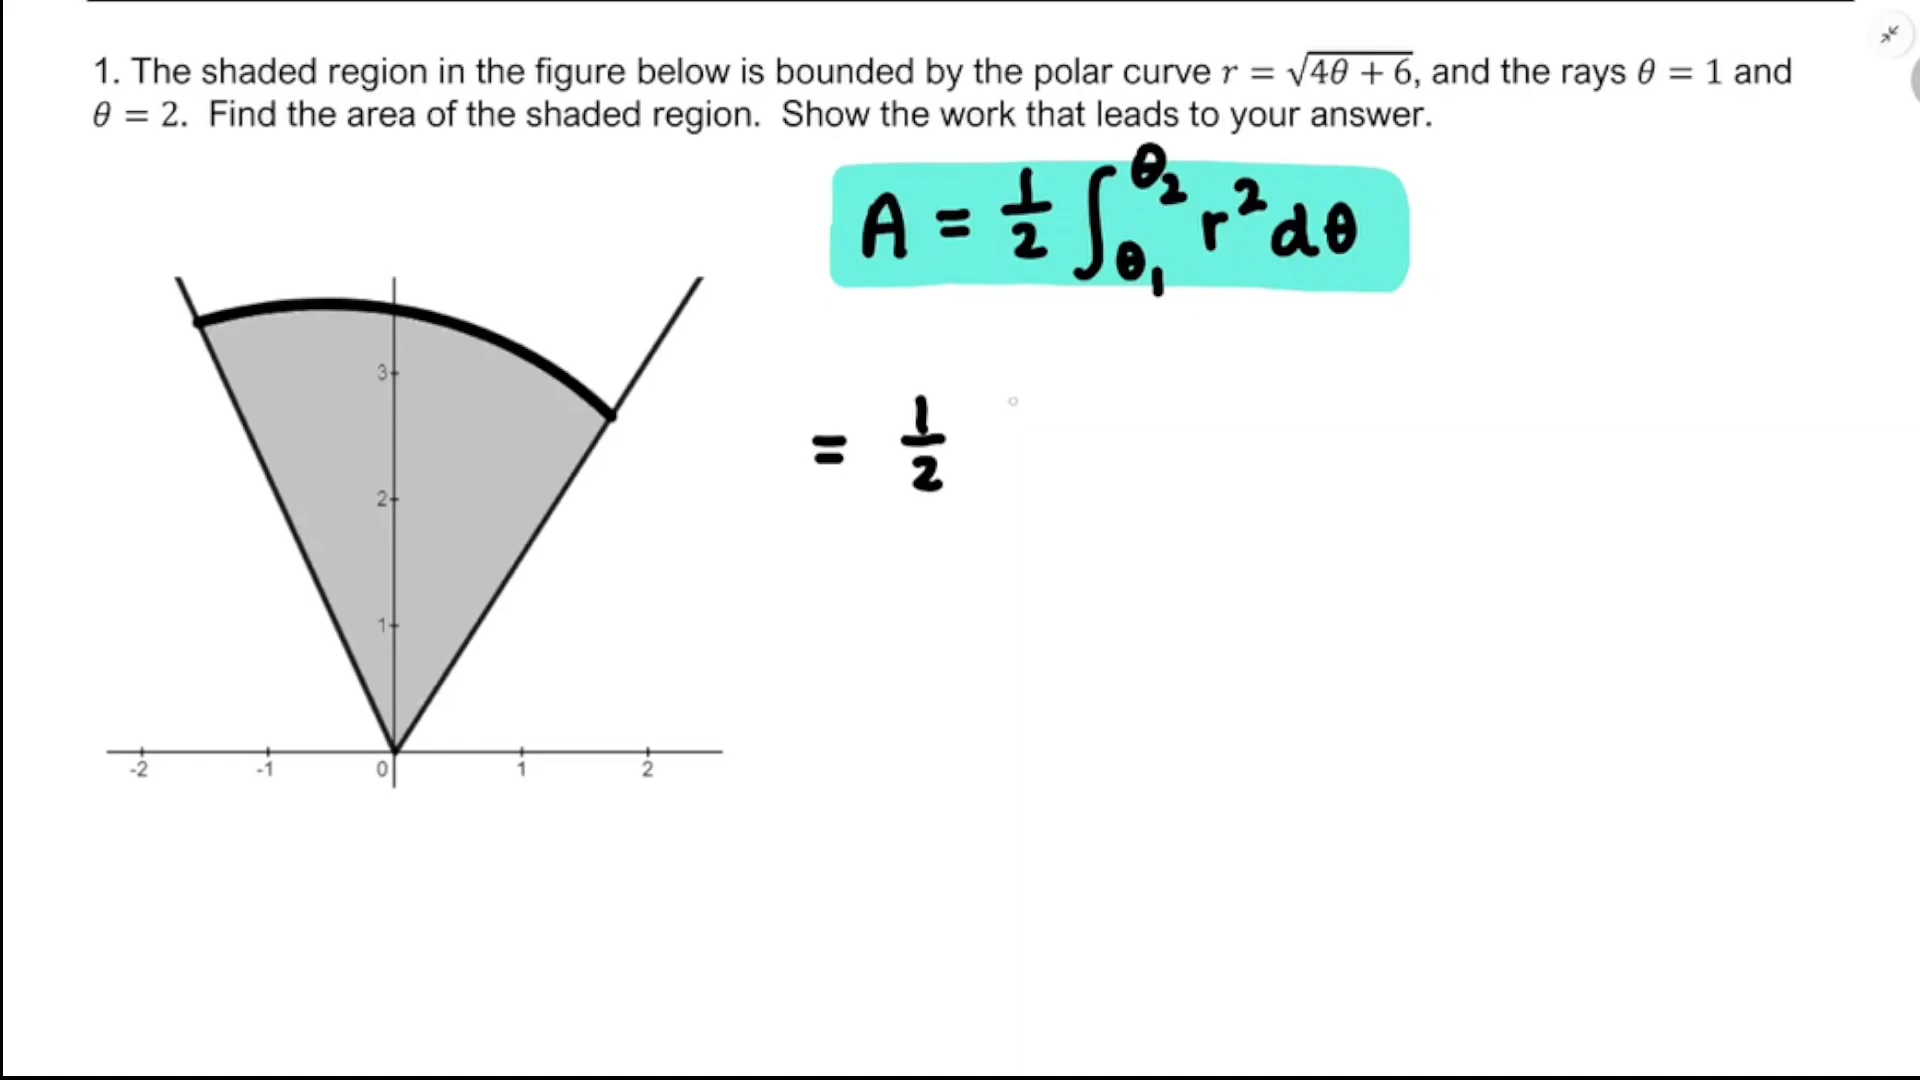 1. The shaded region in the figure below is bounded by the polar curve r = √4θ + 6, and the rays θ = 1 and
θ = 2. Find the area of the shaded region. Show the work that leads to your answer.
A = 1/2 ∫_θ₁^θ₂ r² dθ
= 1/2
3
2
1
-2 -1 0 1 2